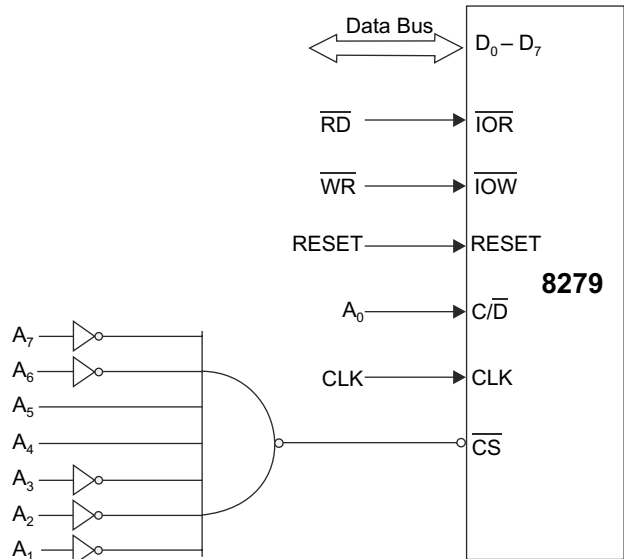 Data Bus
D₀ – D₇
RD̅ IOR̅
WR̅ IOW̅
RESET RESET
8279
A₀ C/D̅
A₇
A₆ CLK CLK
A₅
A₄ CS̅
A₃
A₂
A₁